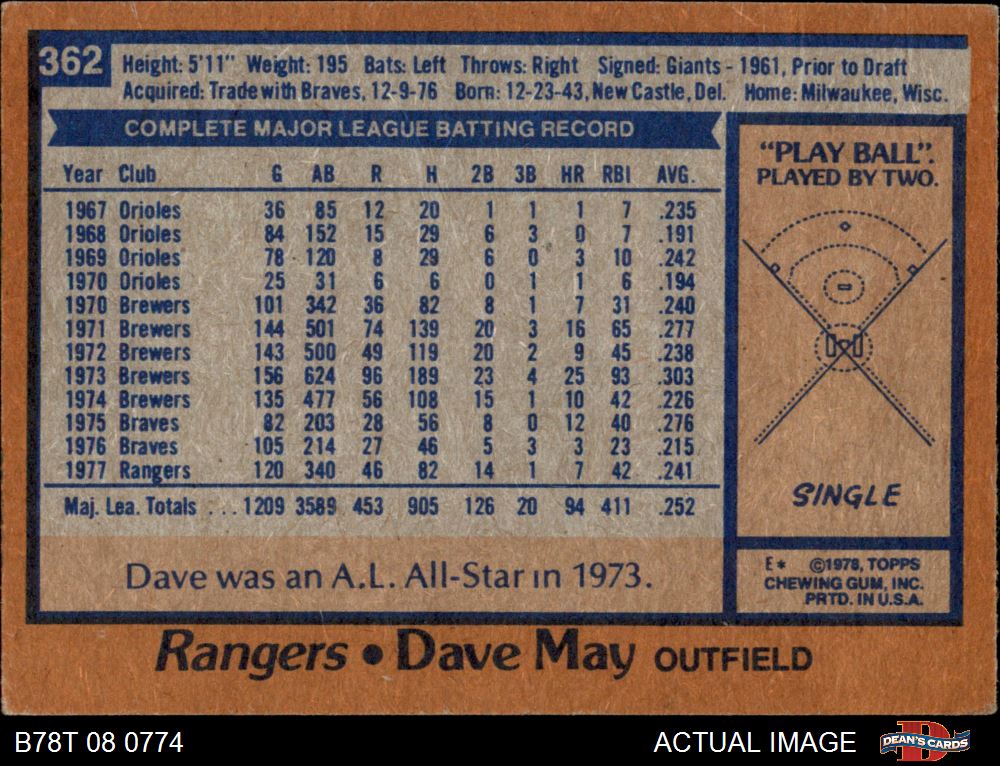 362
Height: 5'11" Weight: 195 Bats: Left Throws: Right Signed: Giants - 1961, Prior to Draft
Acquired: Trade with Braves, 12-9-76 Born: 12-23-43, New Castle, Del. Home: Milwaukee, Wisc.
COMPLETE MAJOR LEAGUE BATTING RECORD
Year Club G AB R H 2B 3B HR RBI AVG.
1967 Orioles 36 85 12 20 1 1 1 7 .235
1968 Orioles 84 152 15 29 6 3 0 7 .191
1969 Orioles 78 120 8 29 6 0 3 10 .242
1970 Orioles 25 31 6 6 0 1 1 6 .194
1970 Brewers 101 342 36 82 8 1 7 31 .240
1971 Brewers 144 501 74 139 20 3 16 65 .277
1972 Brewers 143 500 49 119 20 2 9 45 .238
1973 Brewers 156 624 96 189 23 4 25 93 .303
1974 Brewers 135 477 56 108 15 1 10 42 .226
1975 Braves 82 203 28 56 8 0 12 40 .276
1976 Braves 105 214 27 46 5 3 3 23 .215
1977 Rangers 120 340 46 82 14 1 7 42 .241
Maj. Lea. Totals ... 1209 3589 453 905 126 20 94 411 .252
Dave was an A.L. All-Star in 1973.
"PLAY BALL".
PLAYED BY TWO.
SINGLE
E* ©1978, TOPPS
CHEWING GUM, INC.
PRTD. IN U.S.A.
Rangers • Dave May OUTFIELD
B78T 08 0774 ACTUAL IMAGE
D
DEAN'S CARDS